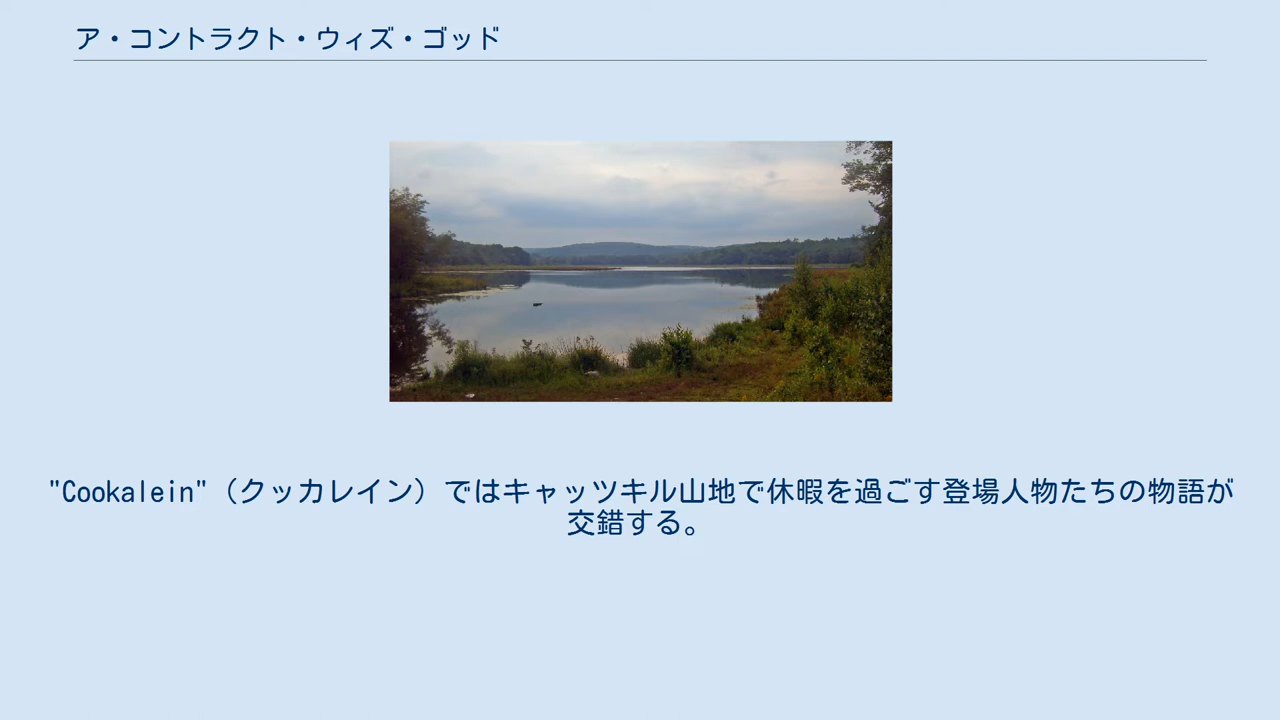 ア・コントラクト・ウィズ・ゴッド
"Cookalein"（クッカレイン）ではキャッツキル山地で休暇を過ごす登場人物たちの物語が
交錯する。